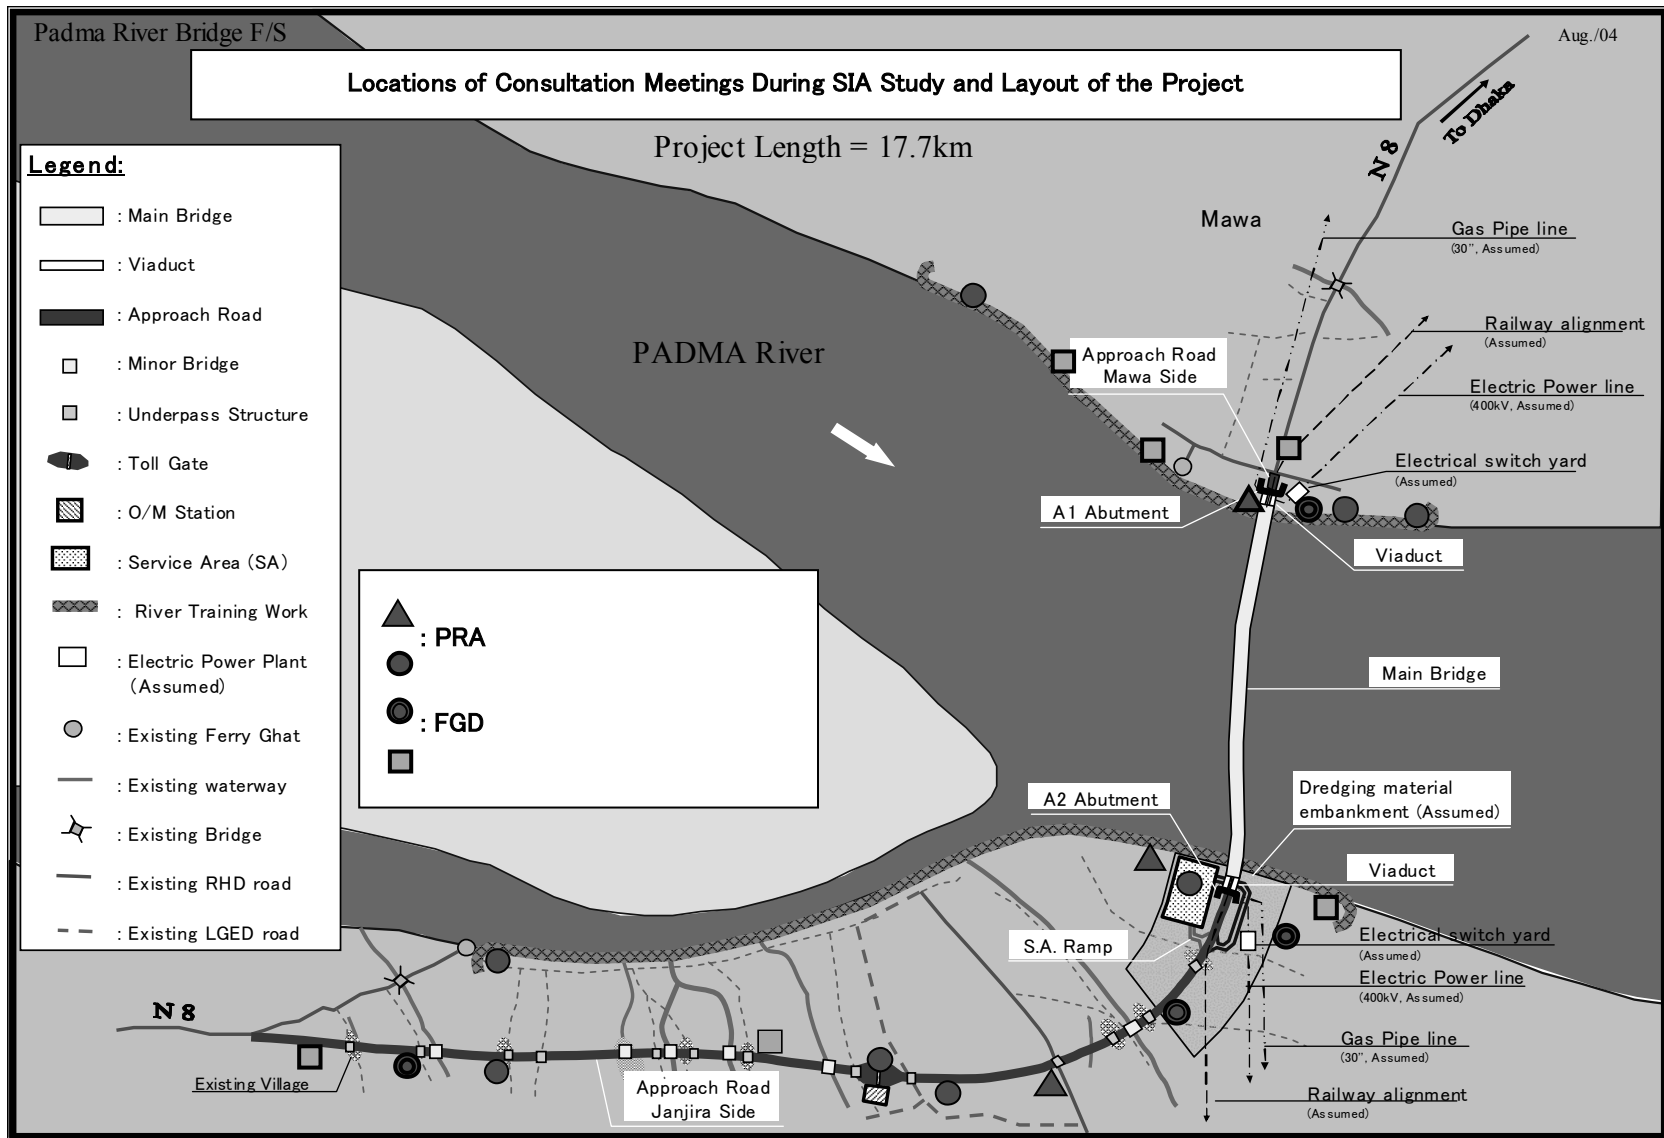 Padma River Bridge F/S
Aug./04
Locations of Consultation Meetings During SIA Study and Layout of the Project
Project Length = 17.7km
To Dhaka
N 8
Legend:
: Main Bridge
: Viaduct
: Approach Road
: Minor Bridge
: Underpass Structure
: Toll Gate
: O/M Station
: Service Area (SA)
: River Training Work
: Electric Power Plant
(Assumed)
: Existing Ferry Ghat
: Existing waterway
: Existing Bridge
: Existing RHD road
: Existing LGED road
Mawa
Gas Pipe line
(30", Assumed)
Railway alignment
(Assumed)
Electric Power line
(400kV, Assumed)
Electrical switch yard
(Assumed)
PADMA River
Approach Road
Mawa Side
A1 Abutment
Viaduct
: PRA
: FGD
Main Bridge
A2 Abutment
Dredging material
embankment (Assumed)
Viaduct
S.A. Ramp
Electrical switch yard
(Assumed)
Electric Power line
(400kV, Assumed)
Gas Pipe line
(30", Assumed)
Railway alignment
(Assumed)
N 8
Existing Village
Approach Road
Janjira Side